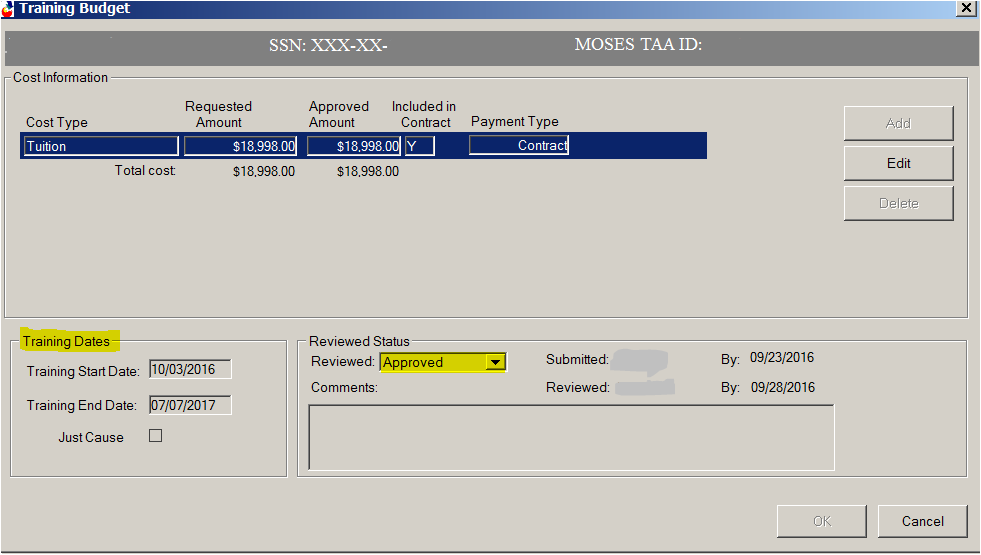 Training Budget
SSN: XXX-XX- MOSES TAA ID:
Cost Information
Requested Approved Included in
Cost Type Amount Amount Contract Payment Type
Tuition $18,998.00 $18,998.00 Y Contract
Total cost: $18,998.00 $18,998.00
Add
Edit
Delete
Training Dates
Training Start Date: 10/03/2016
Training End Date: 07/07/2017
Just Cause
Reviewed Status
Reviewed: Approved Submitted: By: 09/23/2016
Comments: Reviewed: By: 09/28/2016
OK Cancel